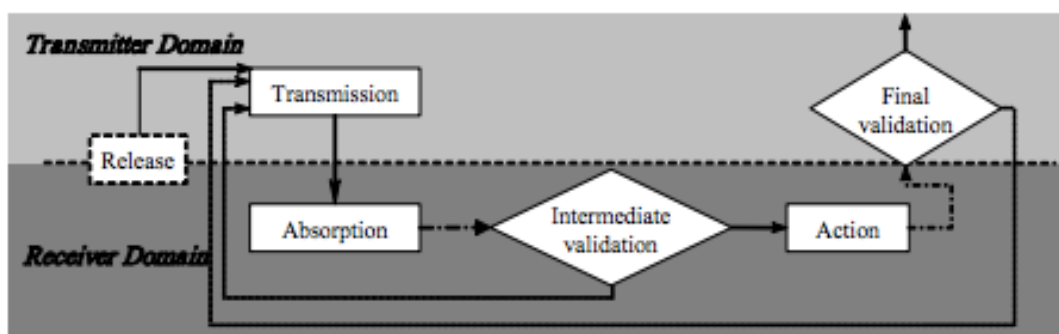 Transmitter Domain
Transmission
Final
validation
Release
Absorption
Intermediate
validation
Action
Receiver Domain